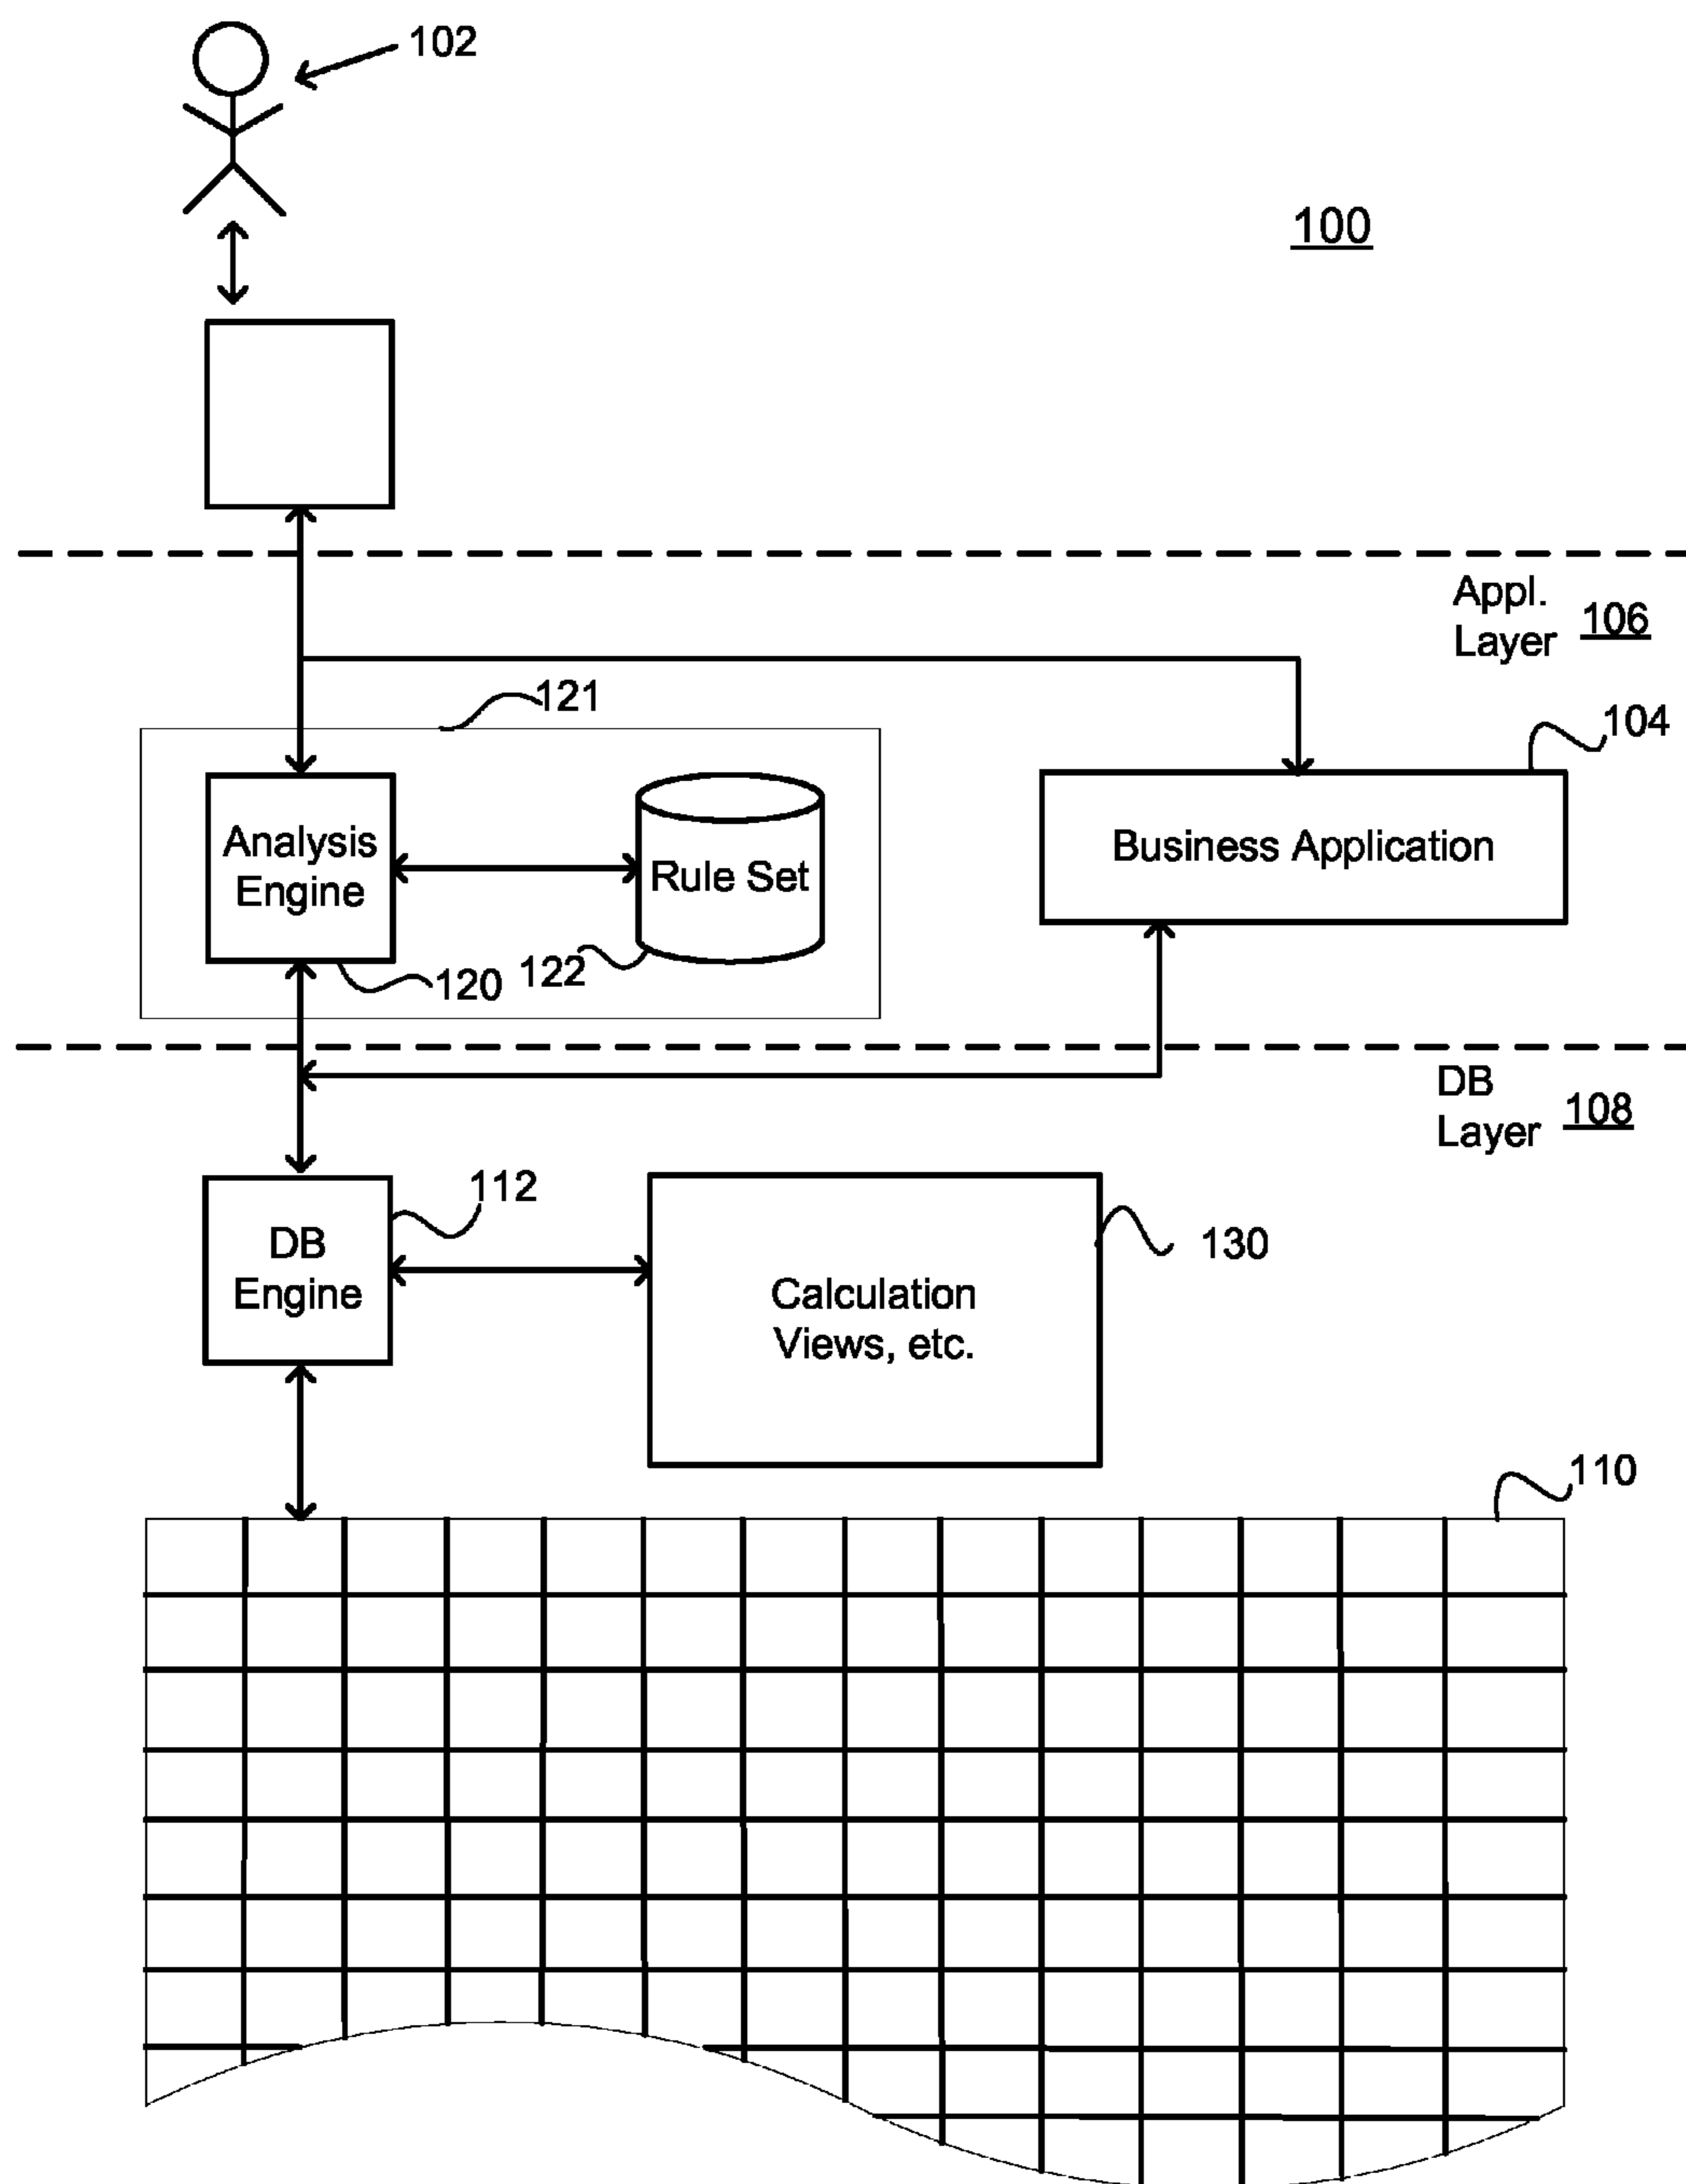 102
100
Appl.
Layer 106
121
104
Analysis
Engine
Rule Set
Business Application
120
122
DB
Layer 108
112
DB
Engine
130
Calculation
Views, etc.
110